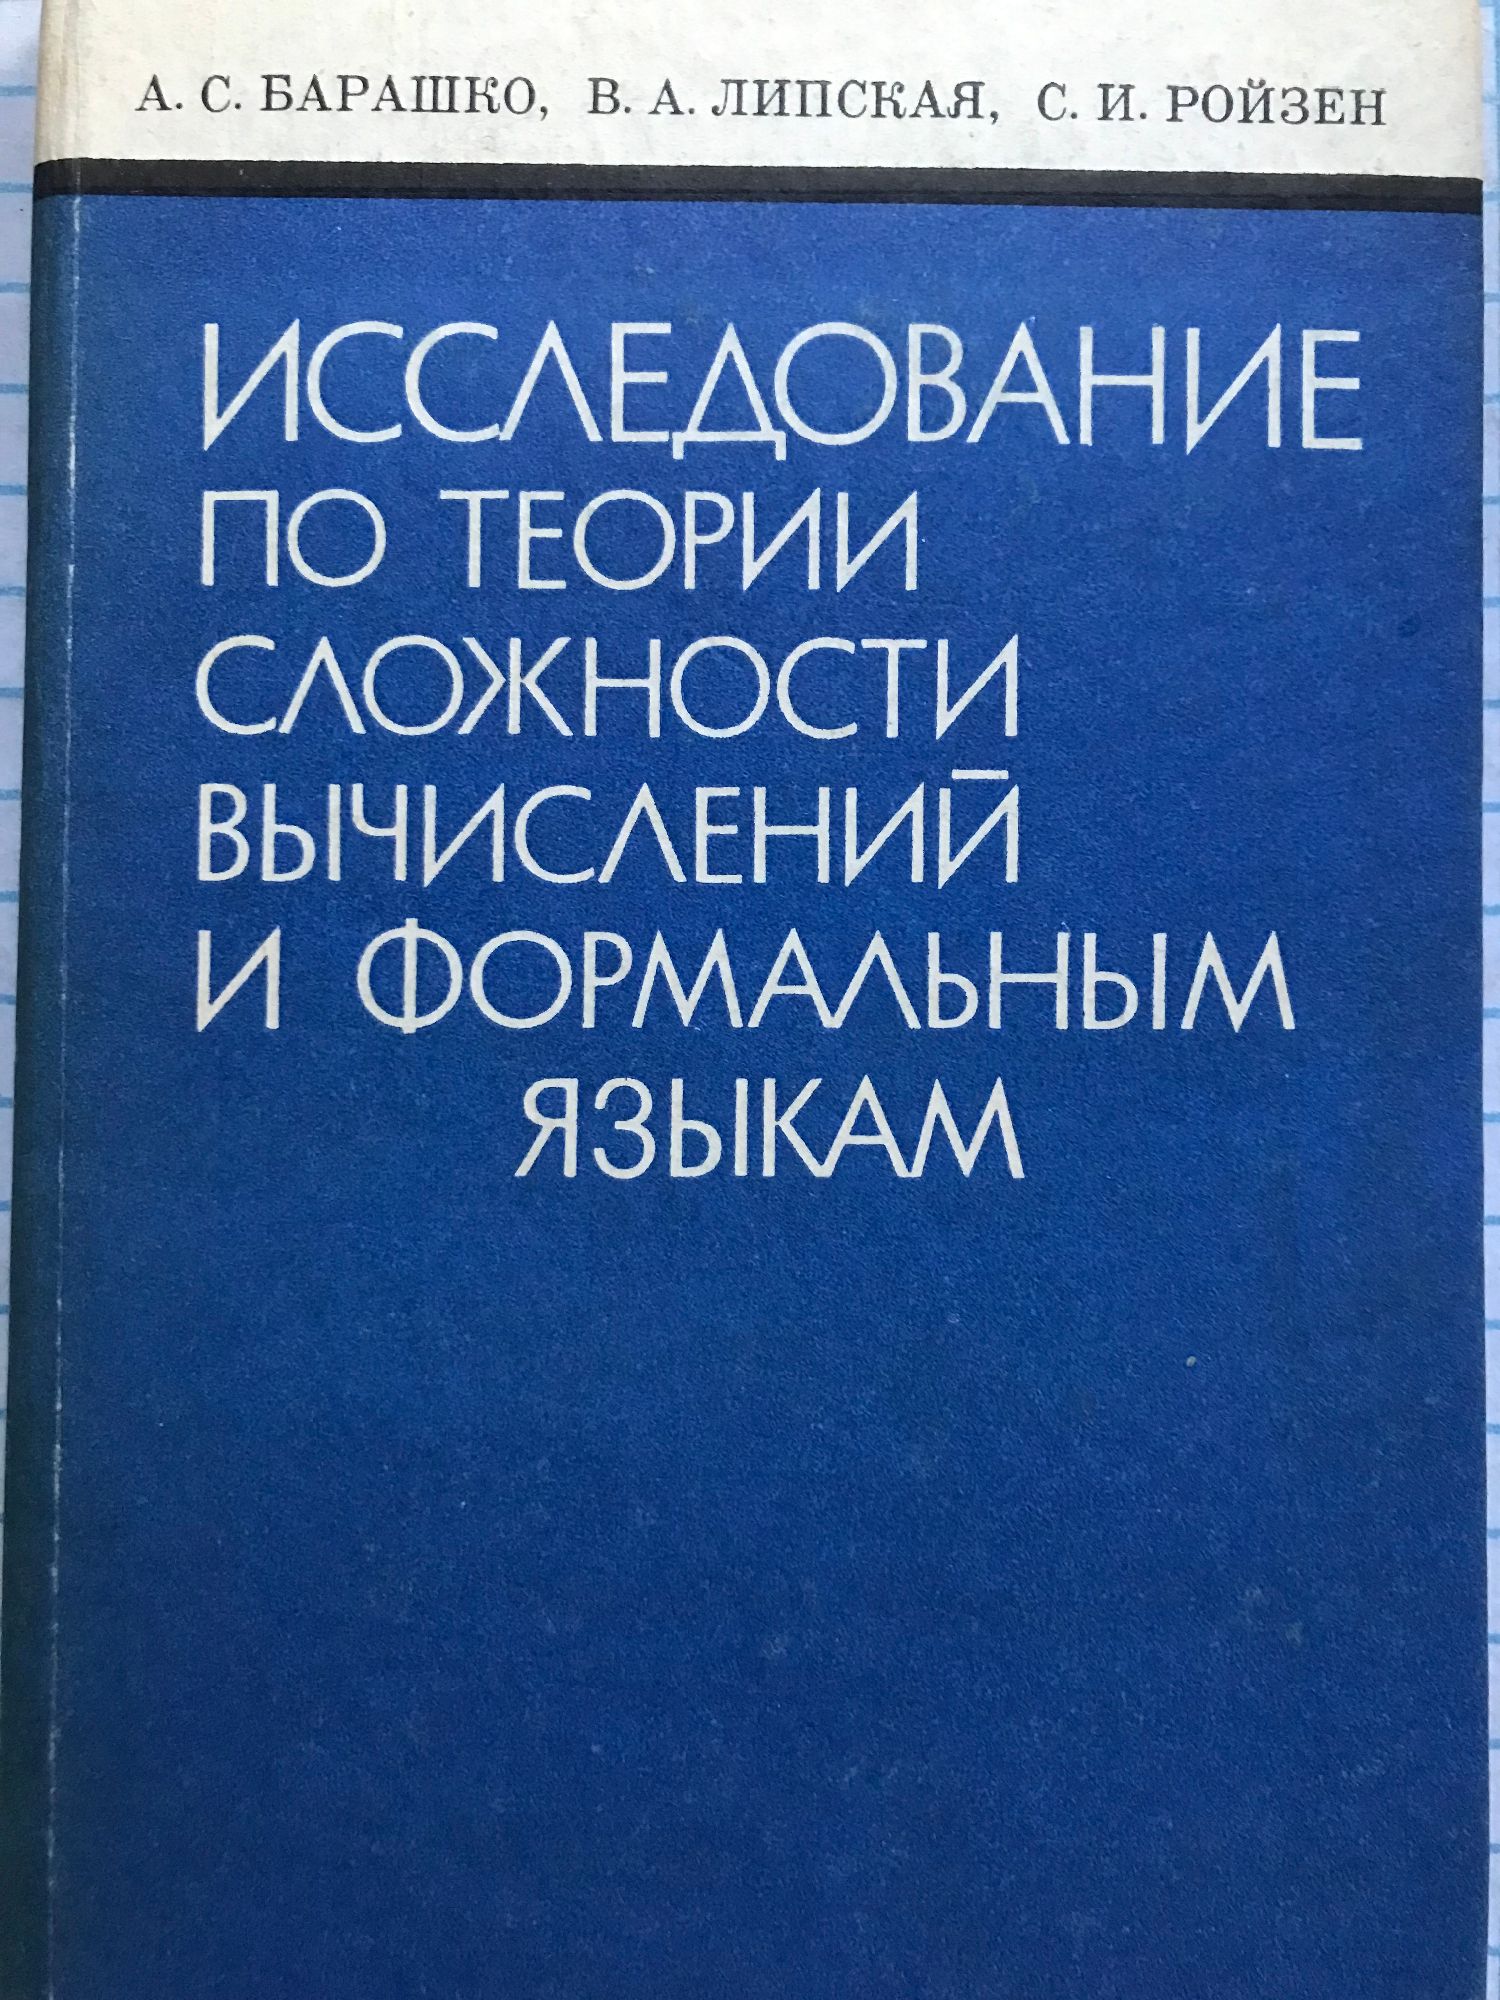 А. С. БАРАШКО, В. А. ЛИПСКАЯ, С. И. РОЙЗЕН
ИССЛЕДОВАНИЕ
ПО ТЕОРИИ
СЛОЖНОСТИ
ВЫЧИСЛЕНИЙ
И ФОРМАЛЬНЫМ
ЯЗЫКАМ